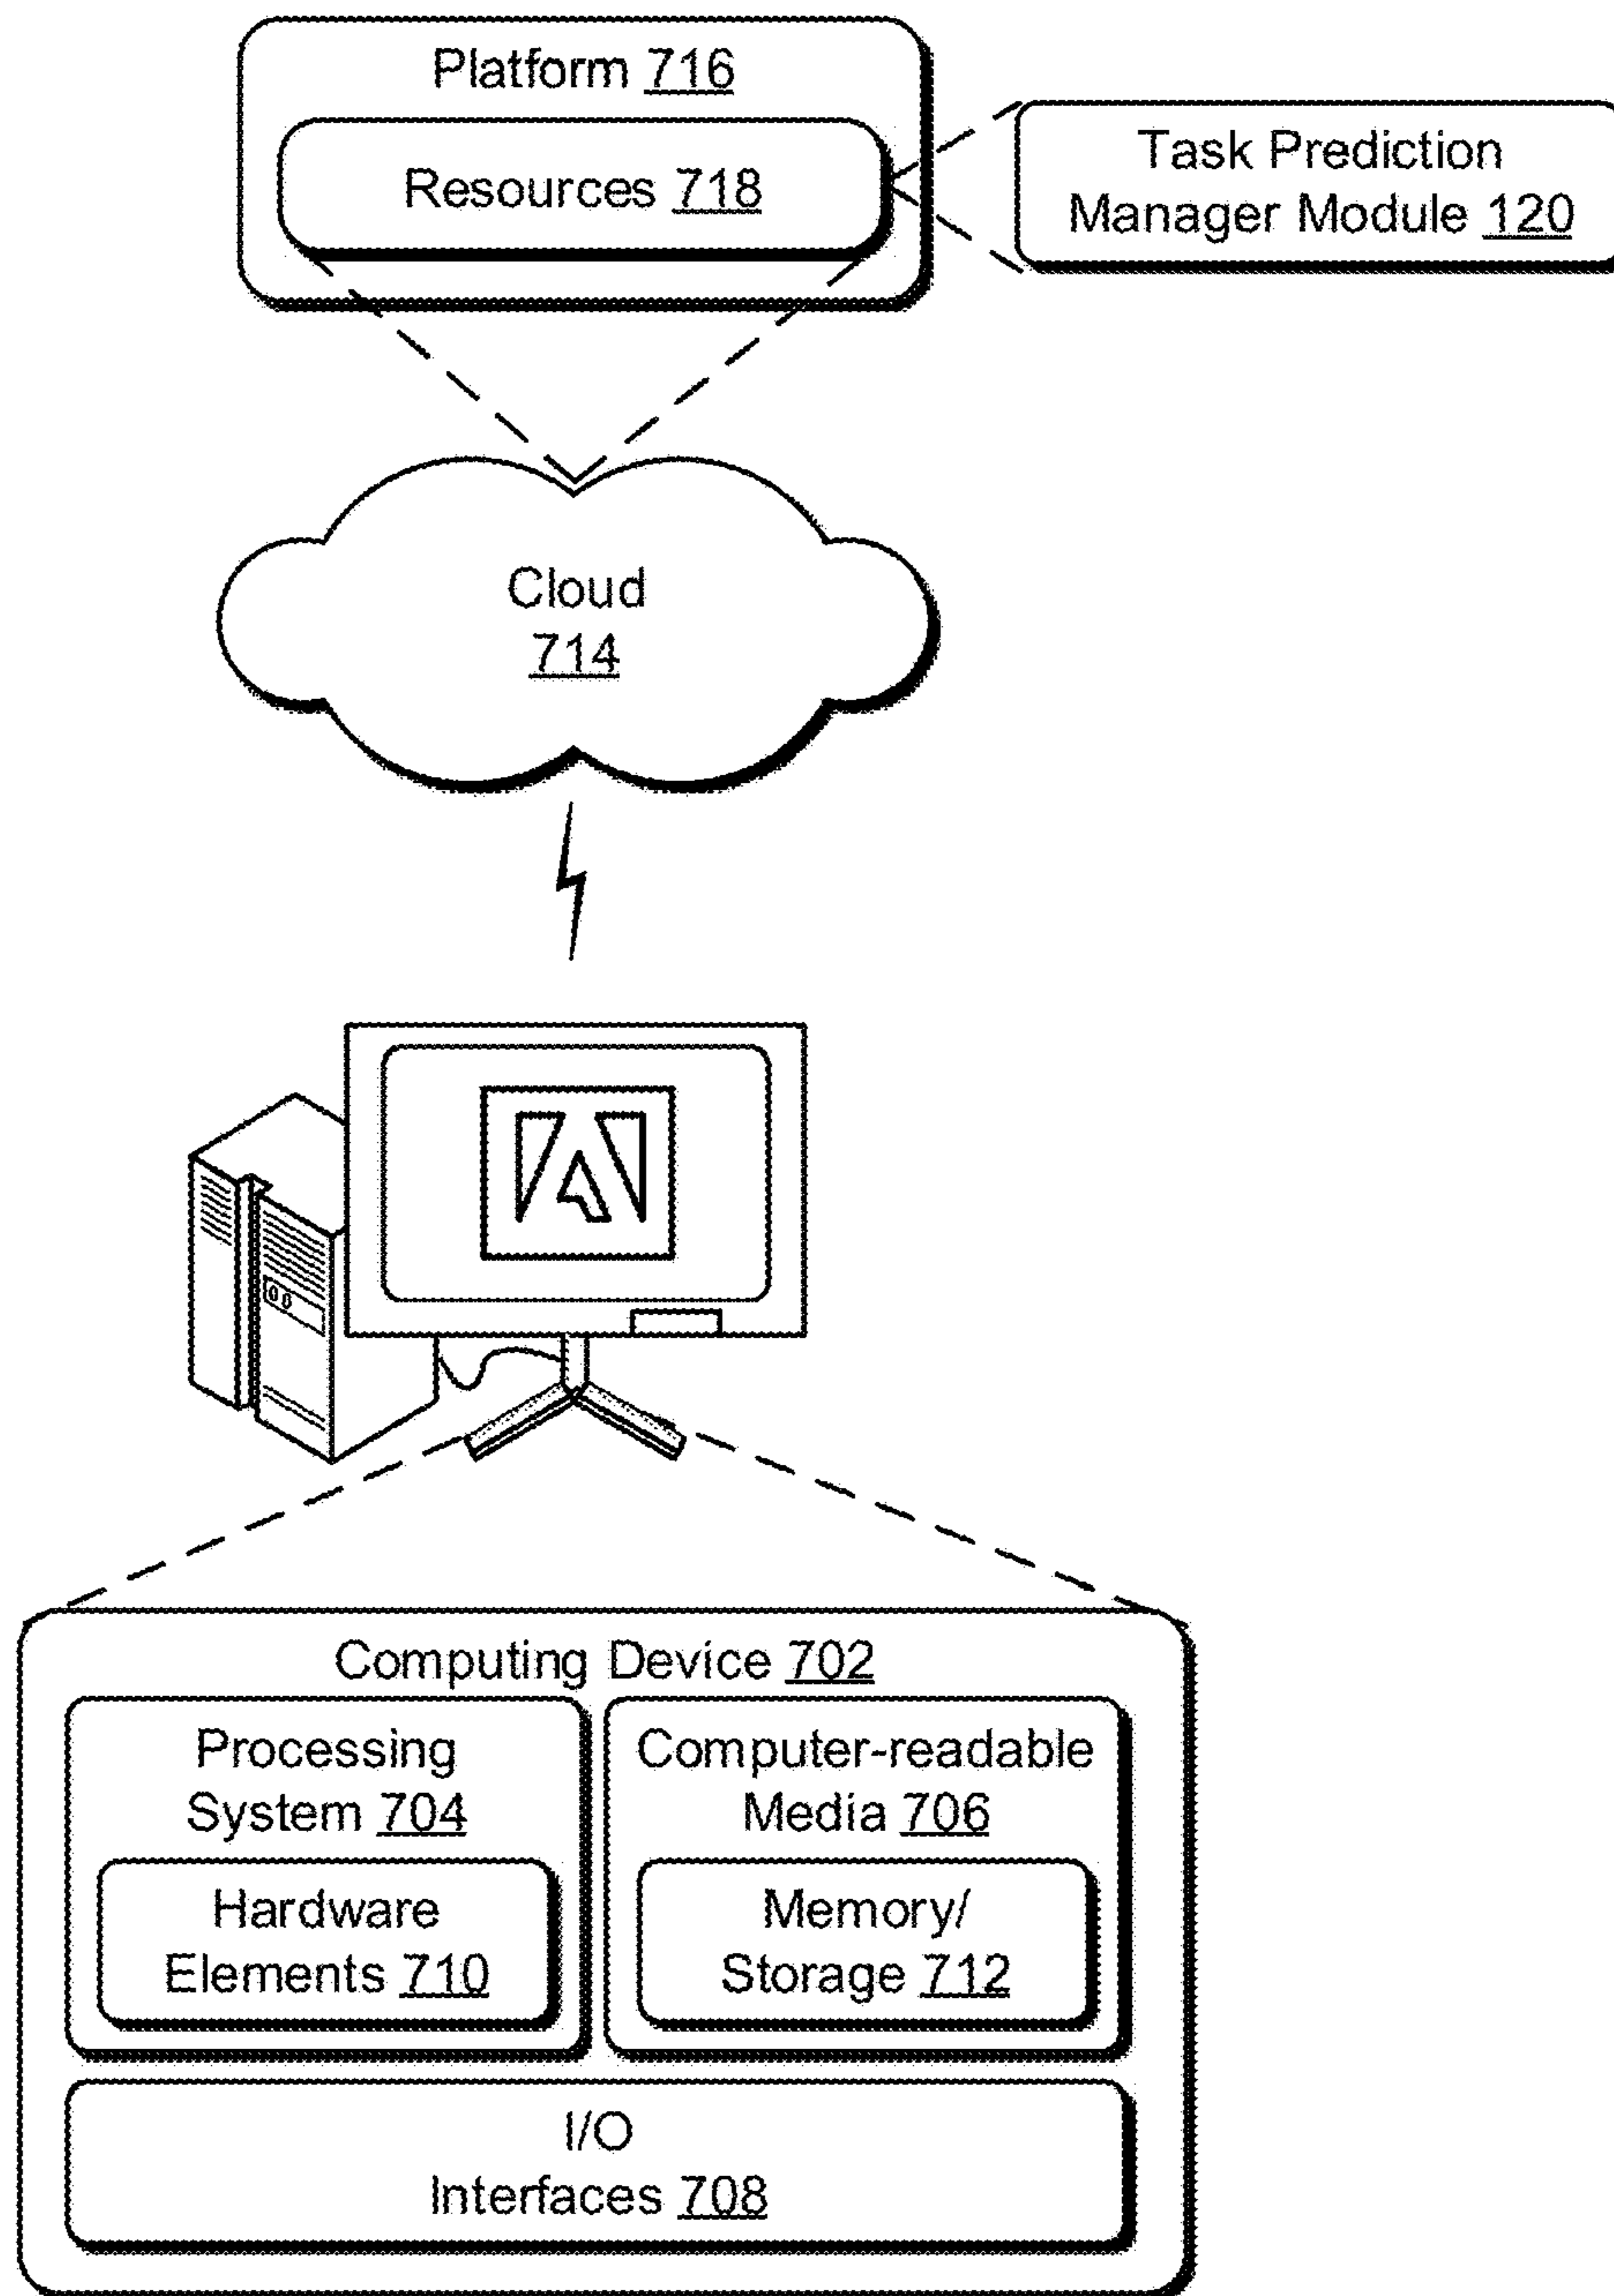 Platform 716
Resources 718
Task Prediction
Manager Module 120
Cloud
714
Computing Device 702
Processing
System 704
Hardware
Elements 710
Computer-readable
Media 706
Memory/
Storage 712
I/O
Interfaces 708